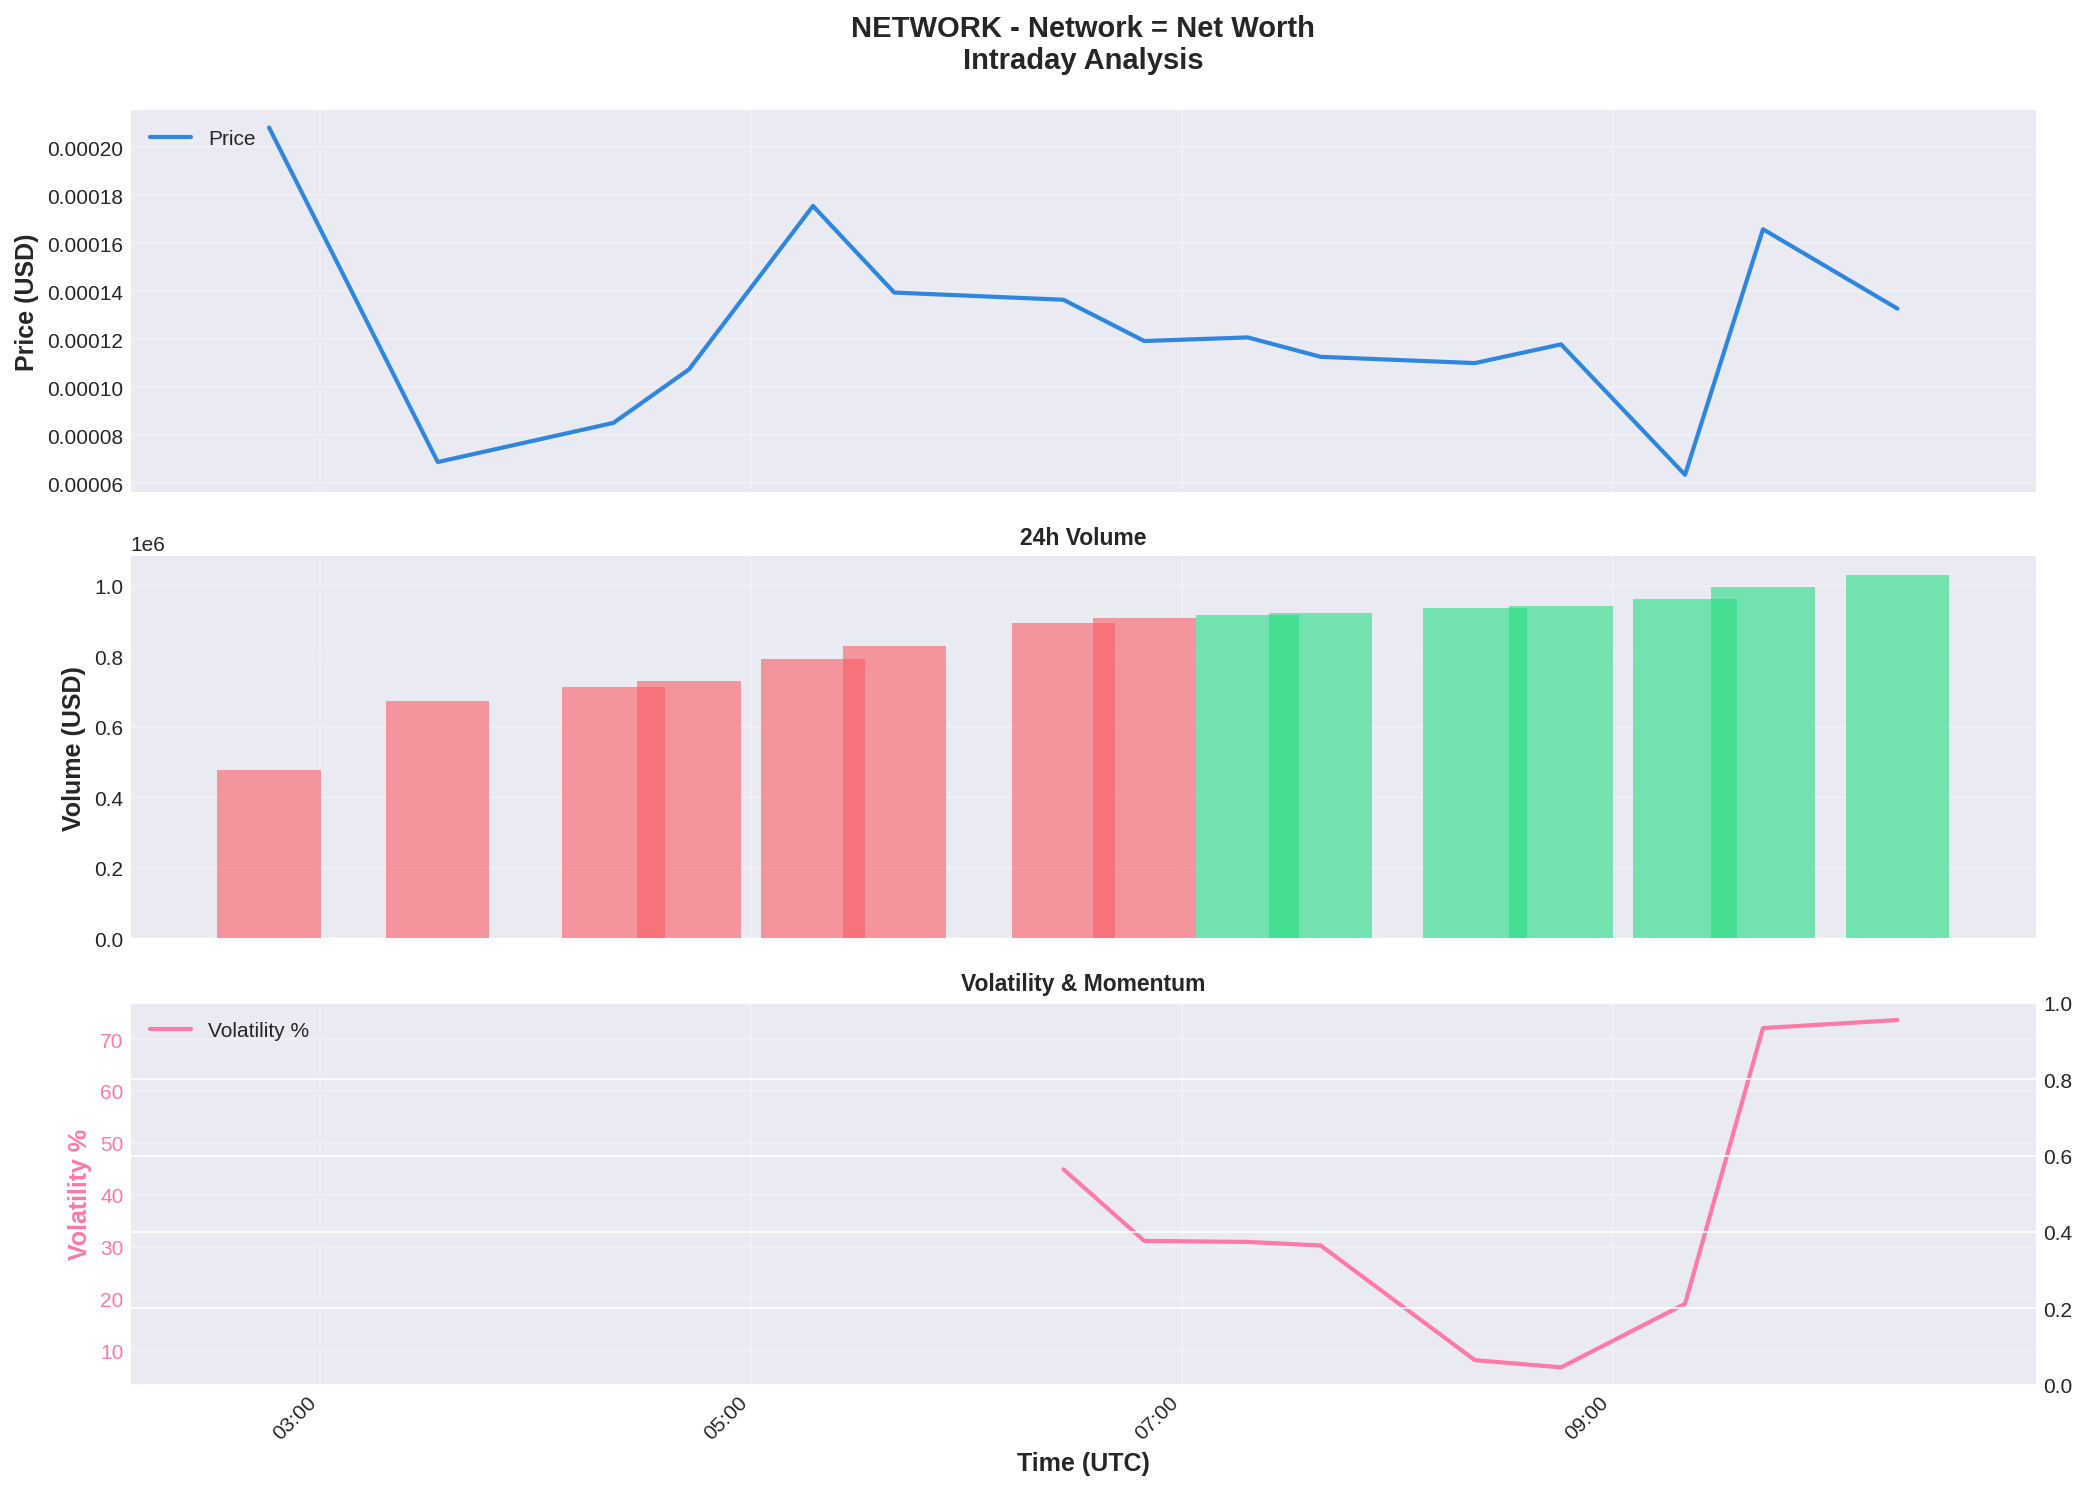 NETWORK - Network = Net Worth
Intraday Analysis
Price
0.00020
0.00018
0.00016
0.00014
0.00012
0.00010
0.00008
0.00006
Price (USD)
24h Volume
1e6
1.0
0.8
0.6
0.4
0.2
0.0
Volume (USD)
Volatility & Momentum
Volatility %
70
60
50
40
30
20
10
Volatility %
1.0
0.8
0.6
0.4
0.2
0.0
03:00
05:00
07:00
09:00
Time (UTC)